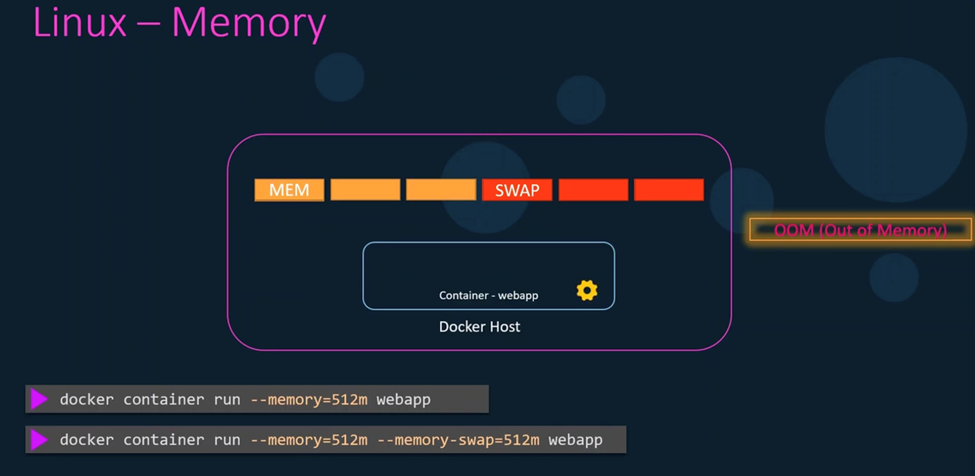 Linux – Memory
MEM
SWAP
OOM (Out of Memory)
Container - webapp
Docker Host
docker container run --memory=512m webapp
docker container run --memory=512m --memory-swap=512m webapp